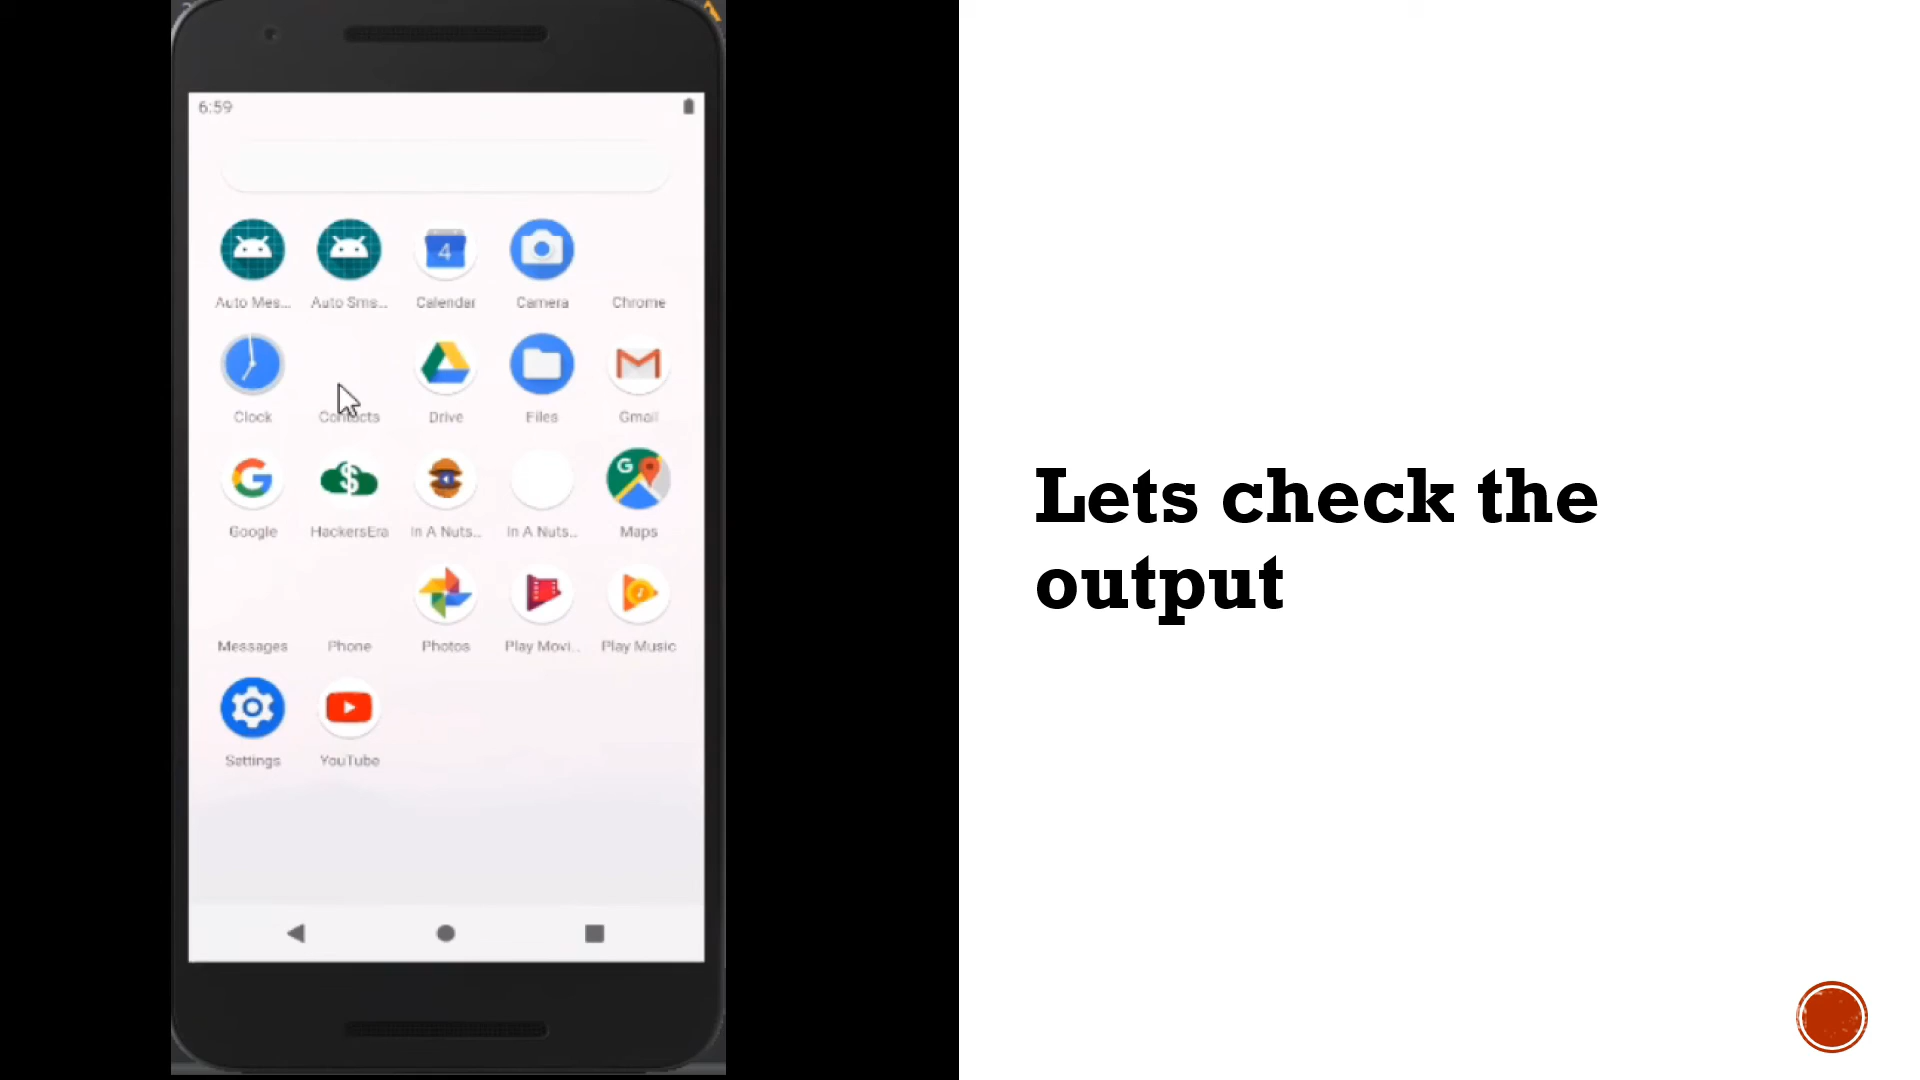 6:59
4
Auto Mes... Auto Sms... Calendar Camera Chrome
Clock Contacts Drive Files Gmail
G
Google HackersEra In A Nuts... In A Nuts... Maps
Messages Phone Photos Play Movi... Play Music
Settings YouTube
Lets check the
output